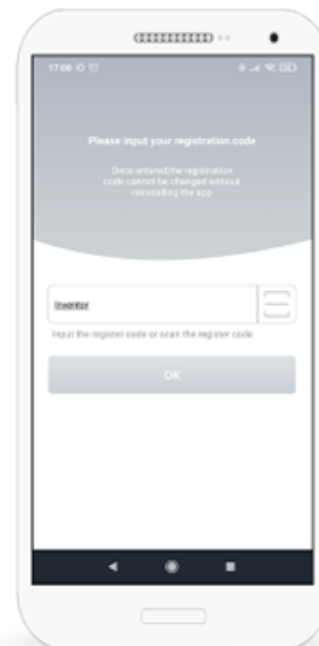 17:00
Please input your registration code
Once entered,the registration
code cannot be changed without
reinstalling the app
Inventor
Input the register code or scan the register code
OK